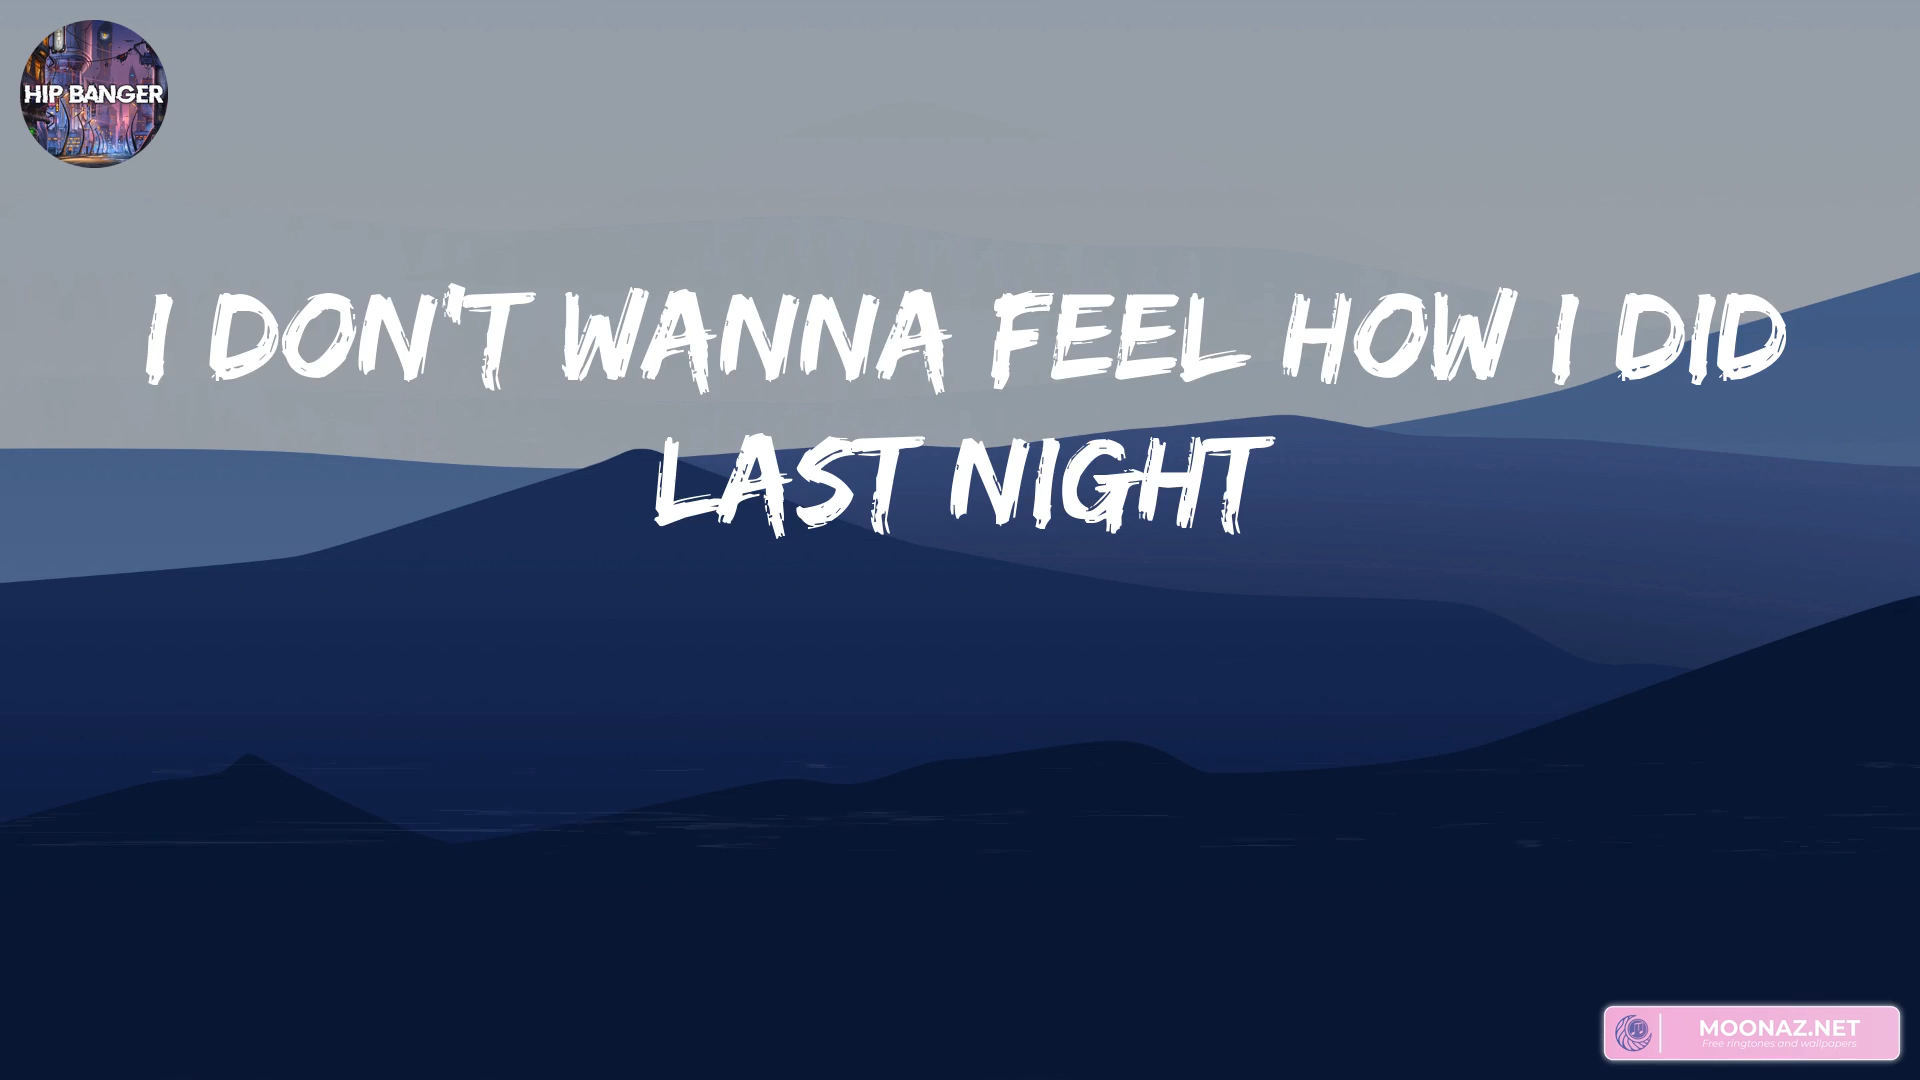 HIP BANGER
I DON'T WANNA FEEL HOW I DID
LAST NIGHT
MOONAZ.NET
Free ringtones and wallpapers